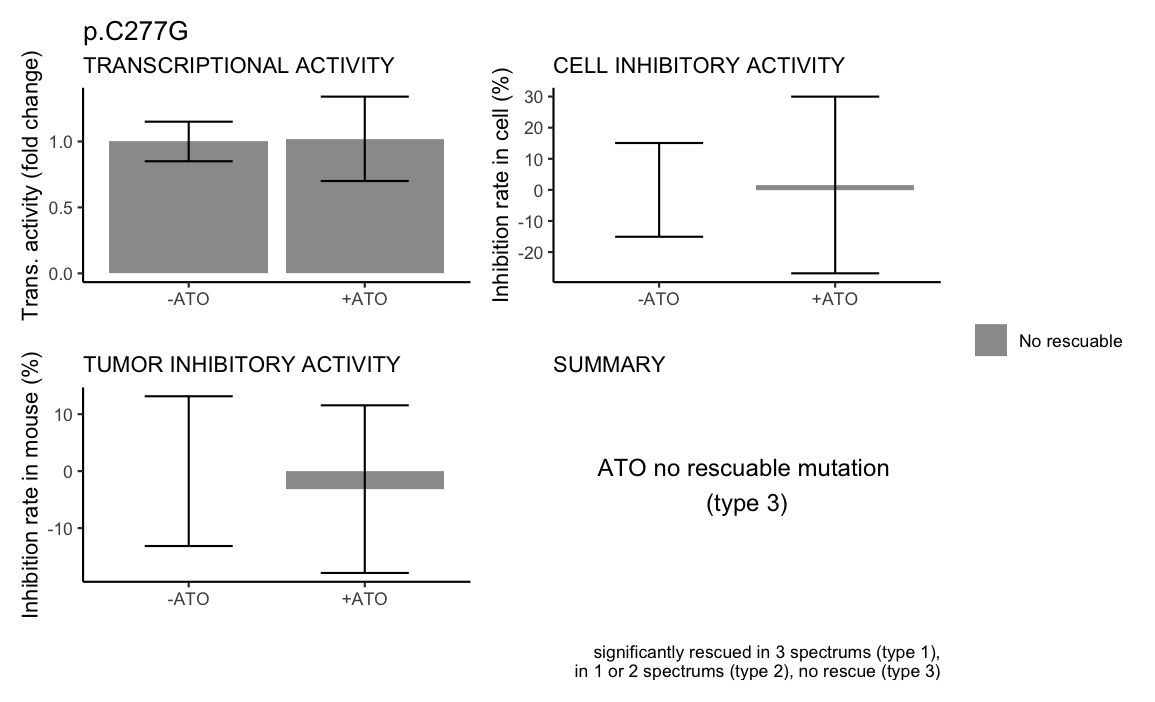 p.C277G
TRANSCRIPTIONAL ACTIVITY
Trans. activity (fold change)
1.0
0.5
0.0
-ATO
+ATO
CELL INHIBITORY ACTIVITY
Inhibition rate in cell (%)
30
20
10
0
-10
-20
-ATO
+ATO
No rescuable
TUMOR INHIBITORY ACTIVITY
Inhibition rate in mouse (%)
10
0
-10
-ATO
+ATO
SUMMARY
ATO no rescuable mutation
(type 3)
significantly rescued in 3 spectrums (type 1),
in 1 or 2 spectrums (type 2), no rescue (type 3)